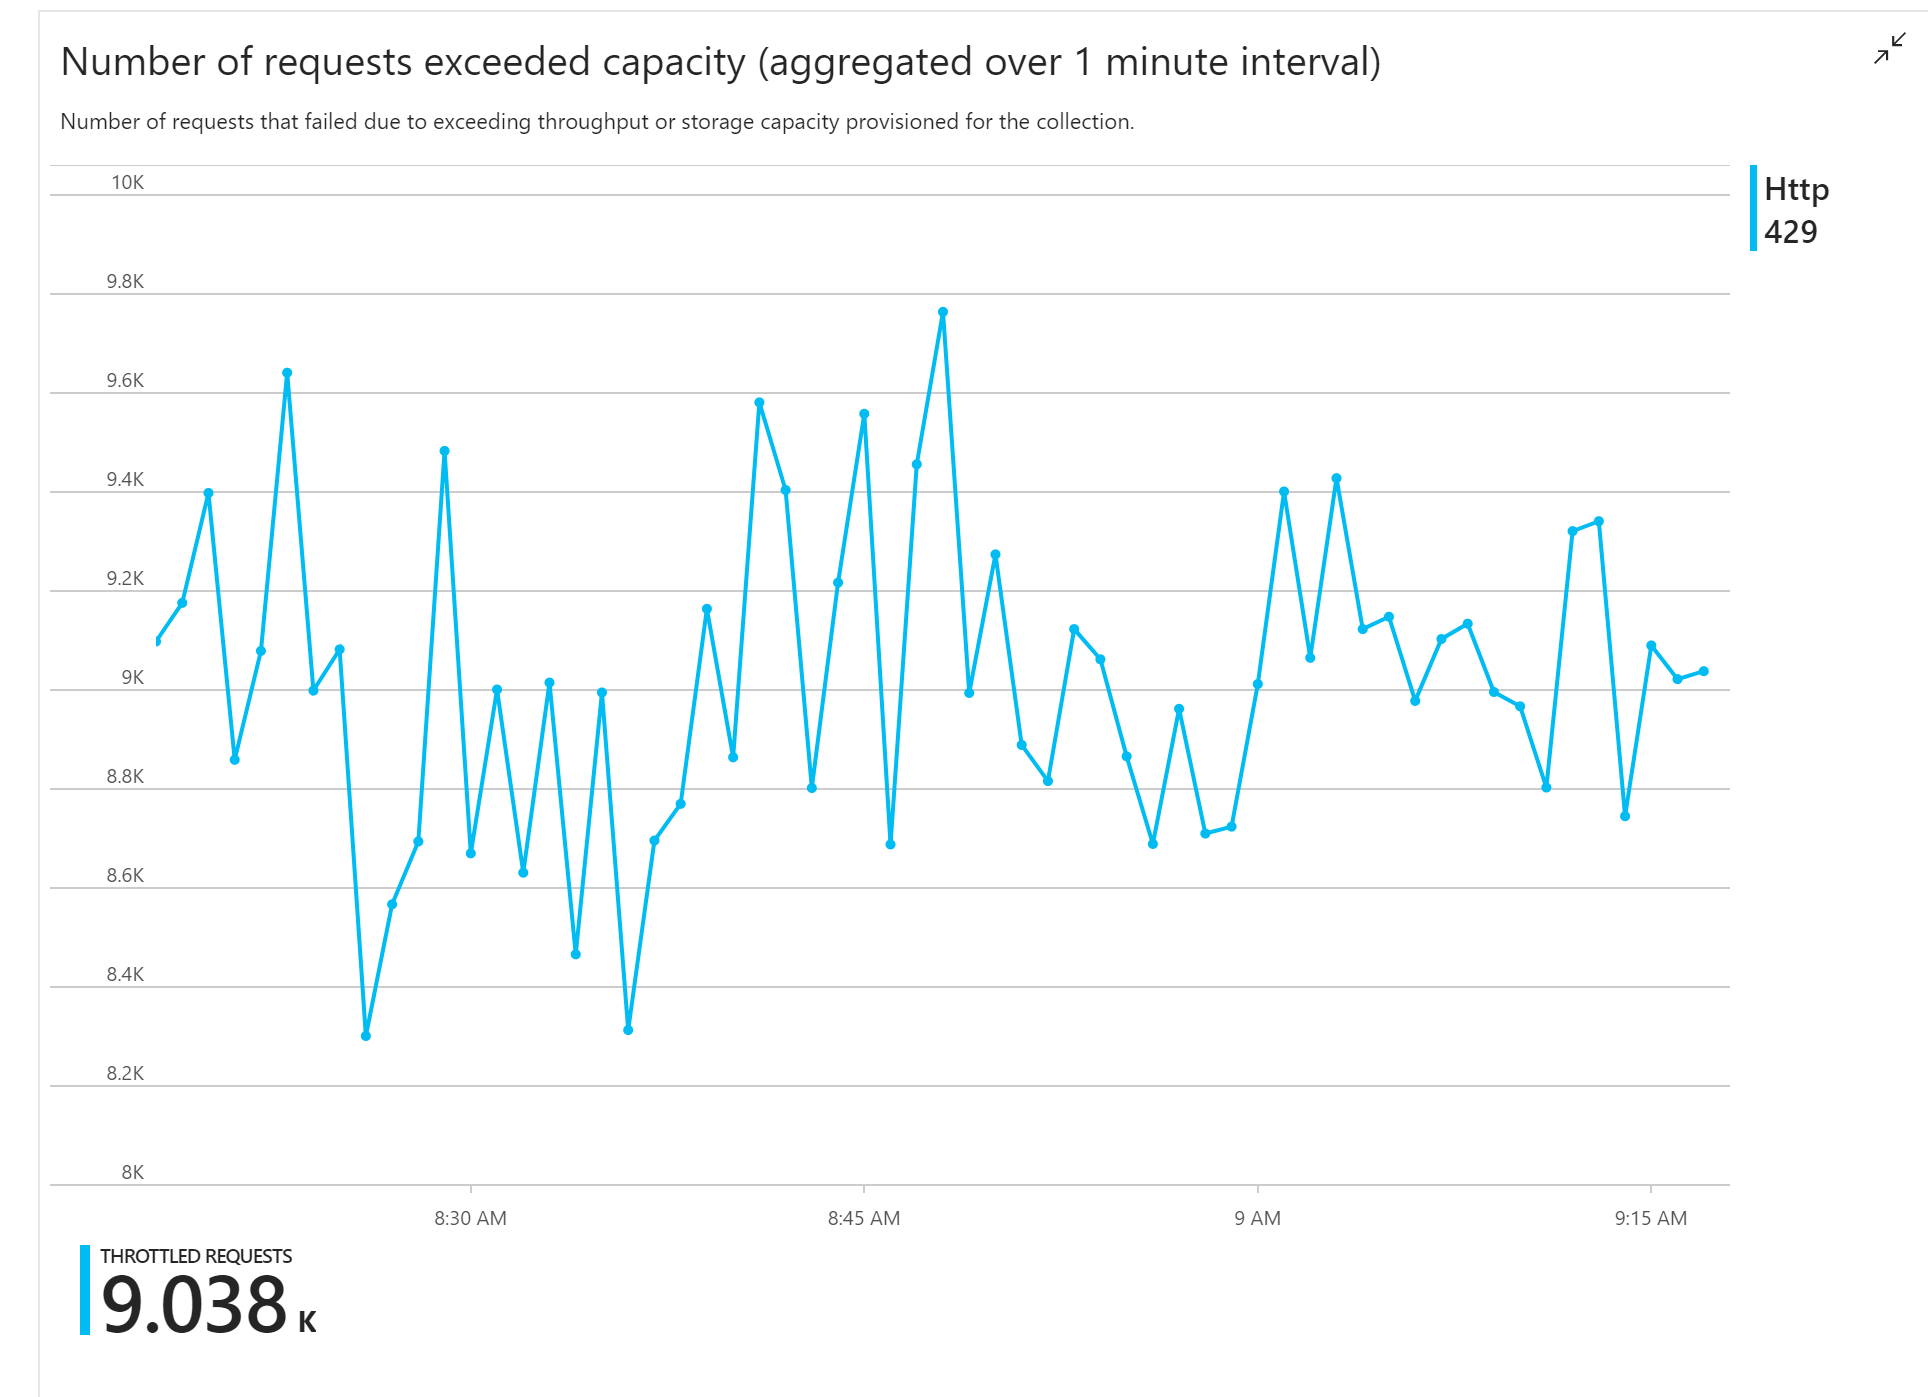 Number of requests exceeded capacity (aggregated over 1 minute interval)
Number of requests that failed due to exceeding throughput or storage capacity provisioned for the collection.
10K
9.8K
9.6K
9.4K
9.2K
9K
8.8K
8.6K
8.4K
8.2K
8K
8:30 AM
8:45 AM
9 AM
9:15 AM
Http
429
THROTTLED REQUESTS
9.038 K